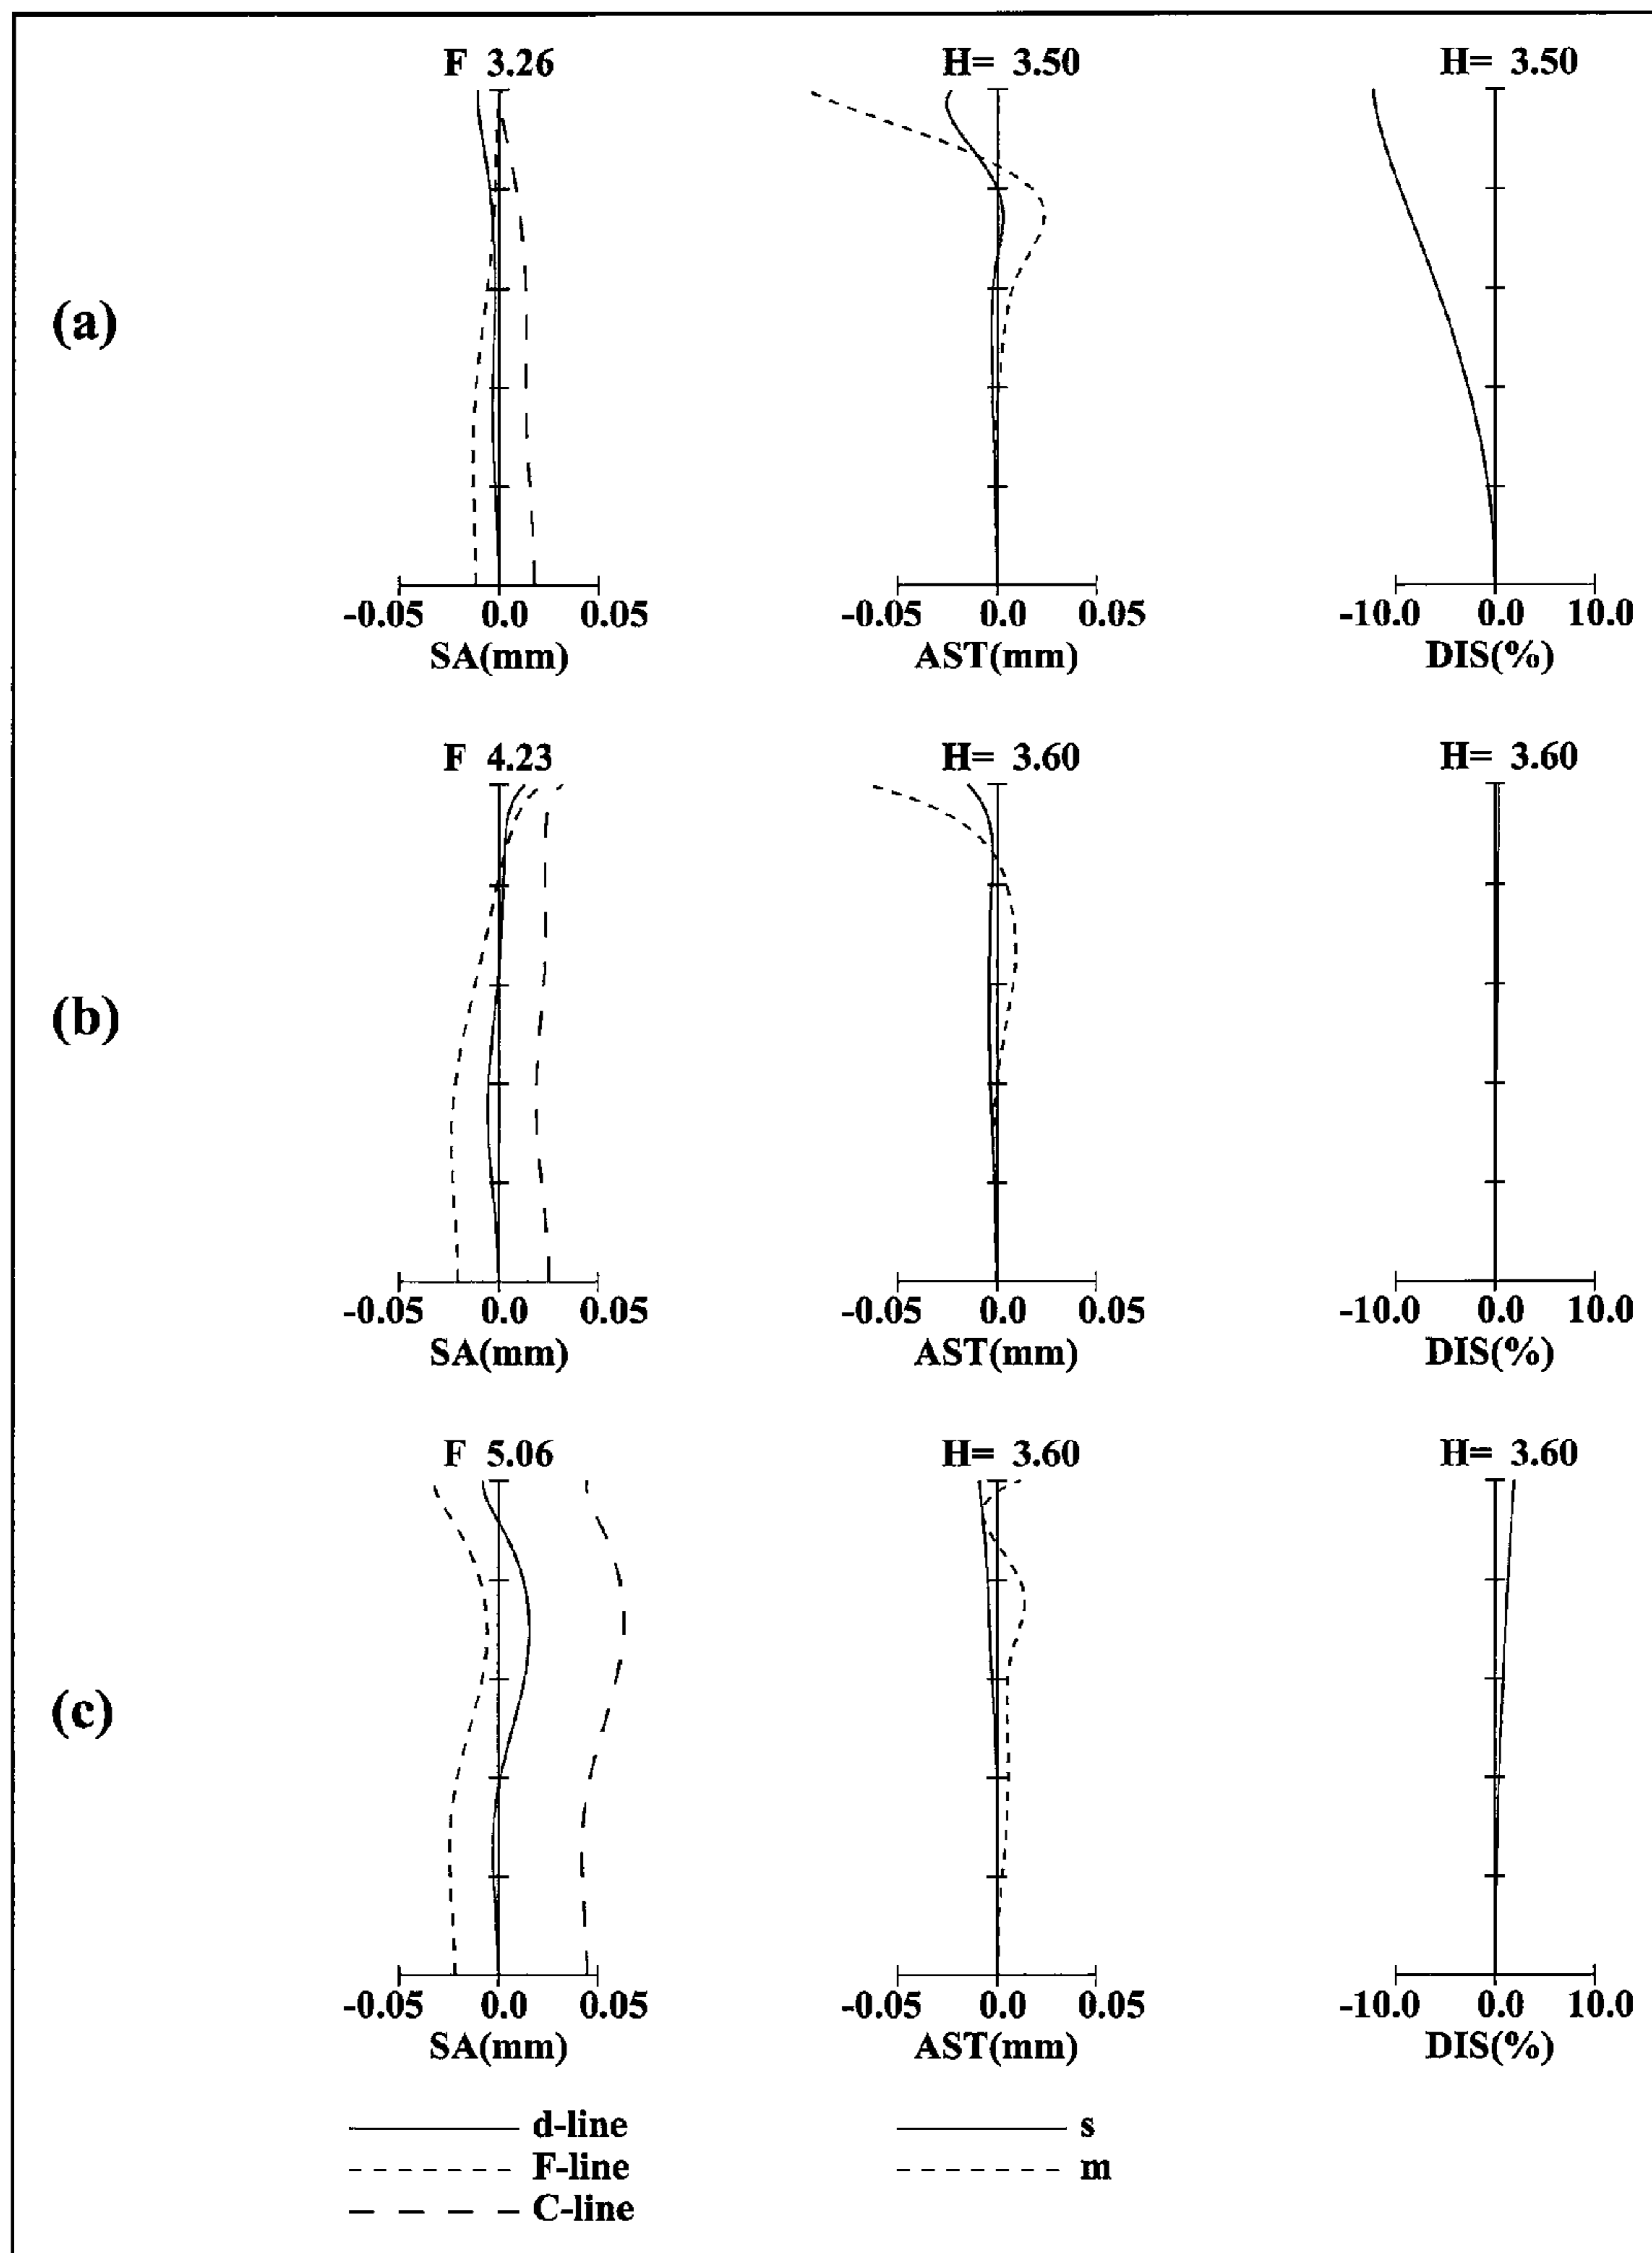 F 3.26 H= 3.50 H= 3.50
(a)
-0.05 0.0 0.05 -0.05 0.0 0.05 -10.0 0.0 10.0
SA(mm) AST(mm) DIS(%)
F 4.23 H= 3.60 H= 3.60
(b)
-0.05 0.0 0.05 -0.05 0.0 0.05 -10.0 0.0 10.0
SA(mm) AST(mm) DIS(%)
F 5.06 H= 3.60 H= 3.60
(c)
-0.05 0.0 0.05 -0.05 0.0 0.05 -10.0 0.0 10.0
SA(mm) AST(mm) DIS(%)
d-line s
F-line m
C-line